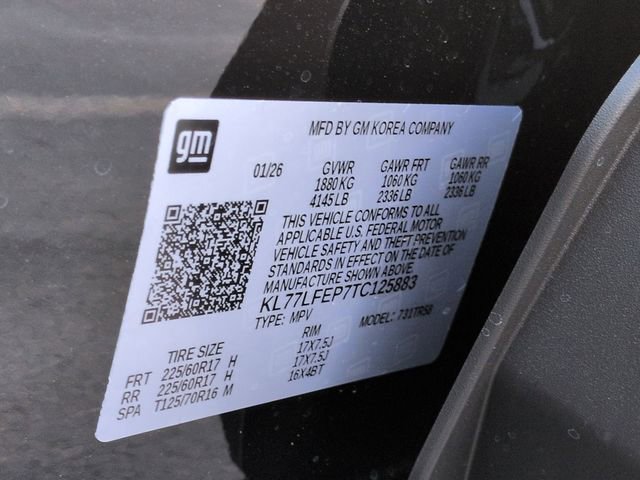 gm
MFD BY GM KOREA COMPANY
01/26 GVWR GAWR FRT GAWR RR
1880 KG 1060 KG 1060 KG
4145 LB 2336 LB 2336 LB
THIS VEHICLE CONFORMS TO ALL
APPLICABLE U.S. FEDERAL MOTOR
VEHICLE SAFETY AND THEFT PREVENTION
STANDARDS IN EFFECT ON THE DATE OF
MANUFACTURE SHOWN ABOVE.
KL77LFEP7TC125883
TYPE: MPV MODEL: 731TR58
TIRE SIZE RIM
FRT 225/60R17 H 17X7.5J
RR 225/60R17 H 17X7.5J
SPA T125/70R16 M 16X4BT